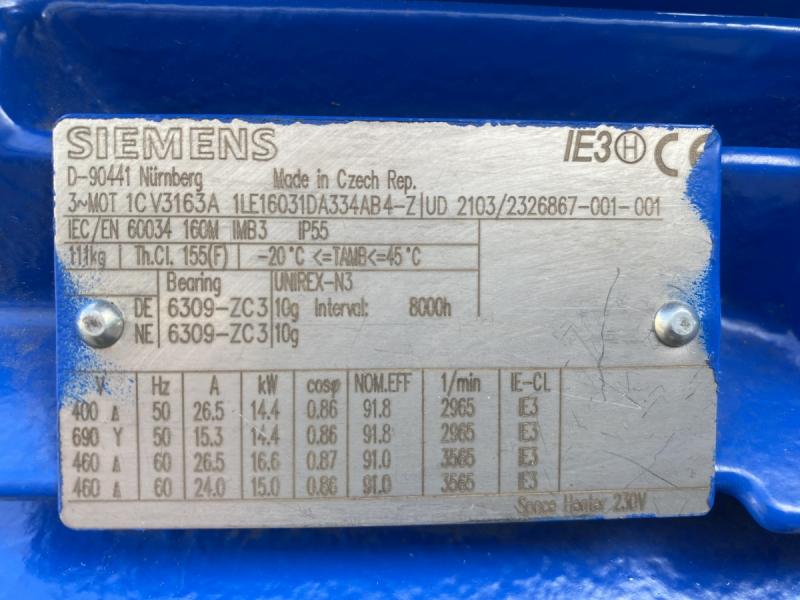 SIEMENS IE3 H CE
D-90441 Nürnberg Made in Czech Rep.
3~MOT 1CV3163A 1LE16031DA334AB4-Z UD 2103/2326867-001-001
IEC/EN 60034 160M IMB3 IP55
111kg Th.Cl. 155(F) -20°C <=TAMB<=45°C
Bearing UNIREX-N3
DE 6309-ZC3 10g Interval: 8000h
NE 6309-ZC3 10g
V Hz A kW cosφ NOM.EFF 1/min IE-CL
400 Δ 50 26.5 14.4 0.86 91.8 2965 IE3
690 Y 50 15.3 14.4 0.86 91.8 2965 IE3
460 Δ 60 26.5 16.6 0.87 91.0 3565 IE3
460 Δ 60 24.0 15.0 0.86 91.0 3565 IE3
Space Heater 230V